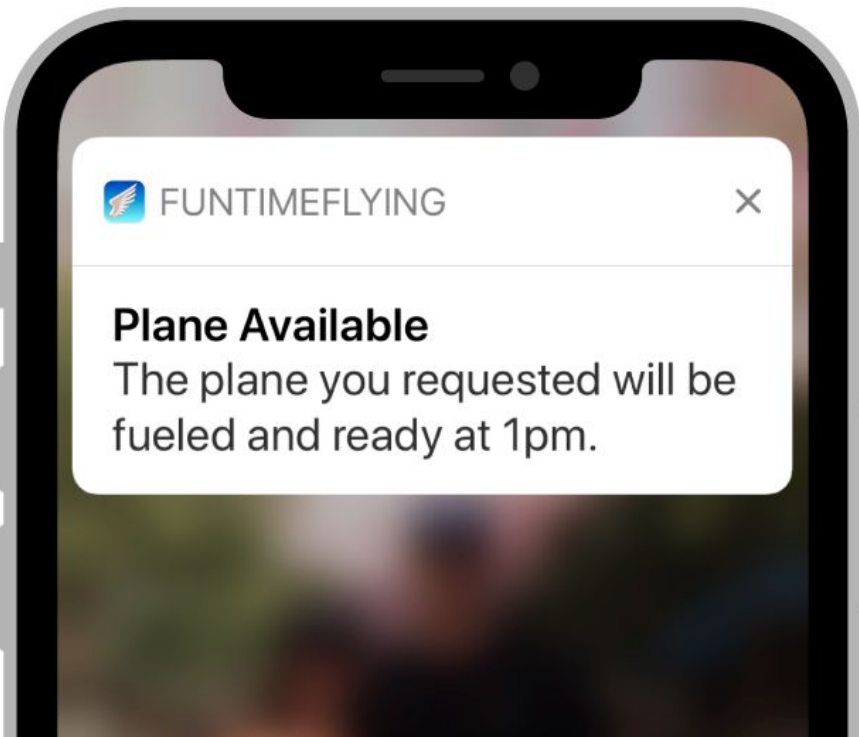 FUNTIMEFLYING
Plane Available
The plane you requested will be
fueled and ready at 1pm.